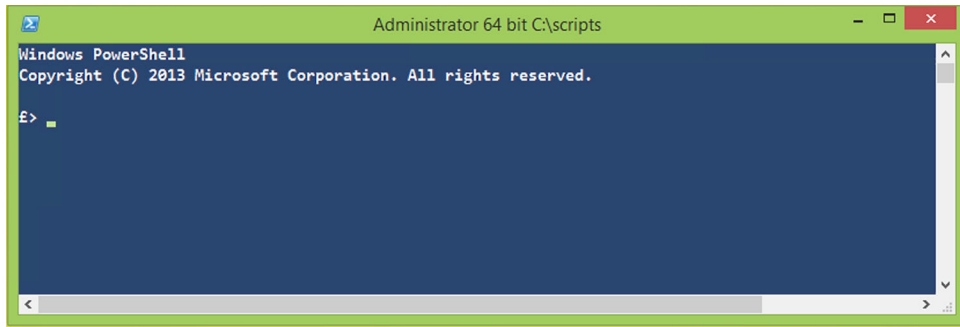 Administrator 64 bit C:\scripts
Windows PowerShell
Copyright (C) 2013 Microsoft Corporation. All rights reserved.
£>